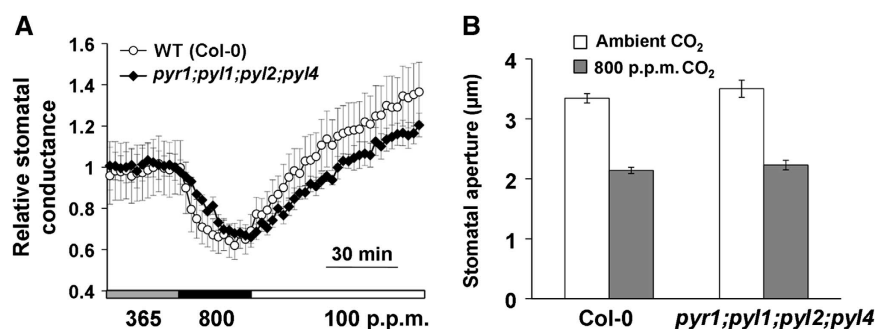 A
1.6
1.4
1.2
1
0.8
0.6
0.4
Relative stomatal
conductance
WT (Col-0)
pyr1;pyl1;pyl2;pyl4
30 min
365 800 100 p.p.m.
B
Ambient CO₂
800 p.p.m. CO₂
Stomatal aperture (µm)
4
3
2
1
0
Col-0 pyr1;pyl1;pyl2;pyl4